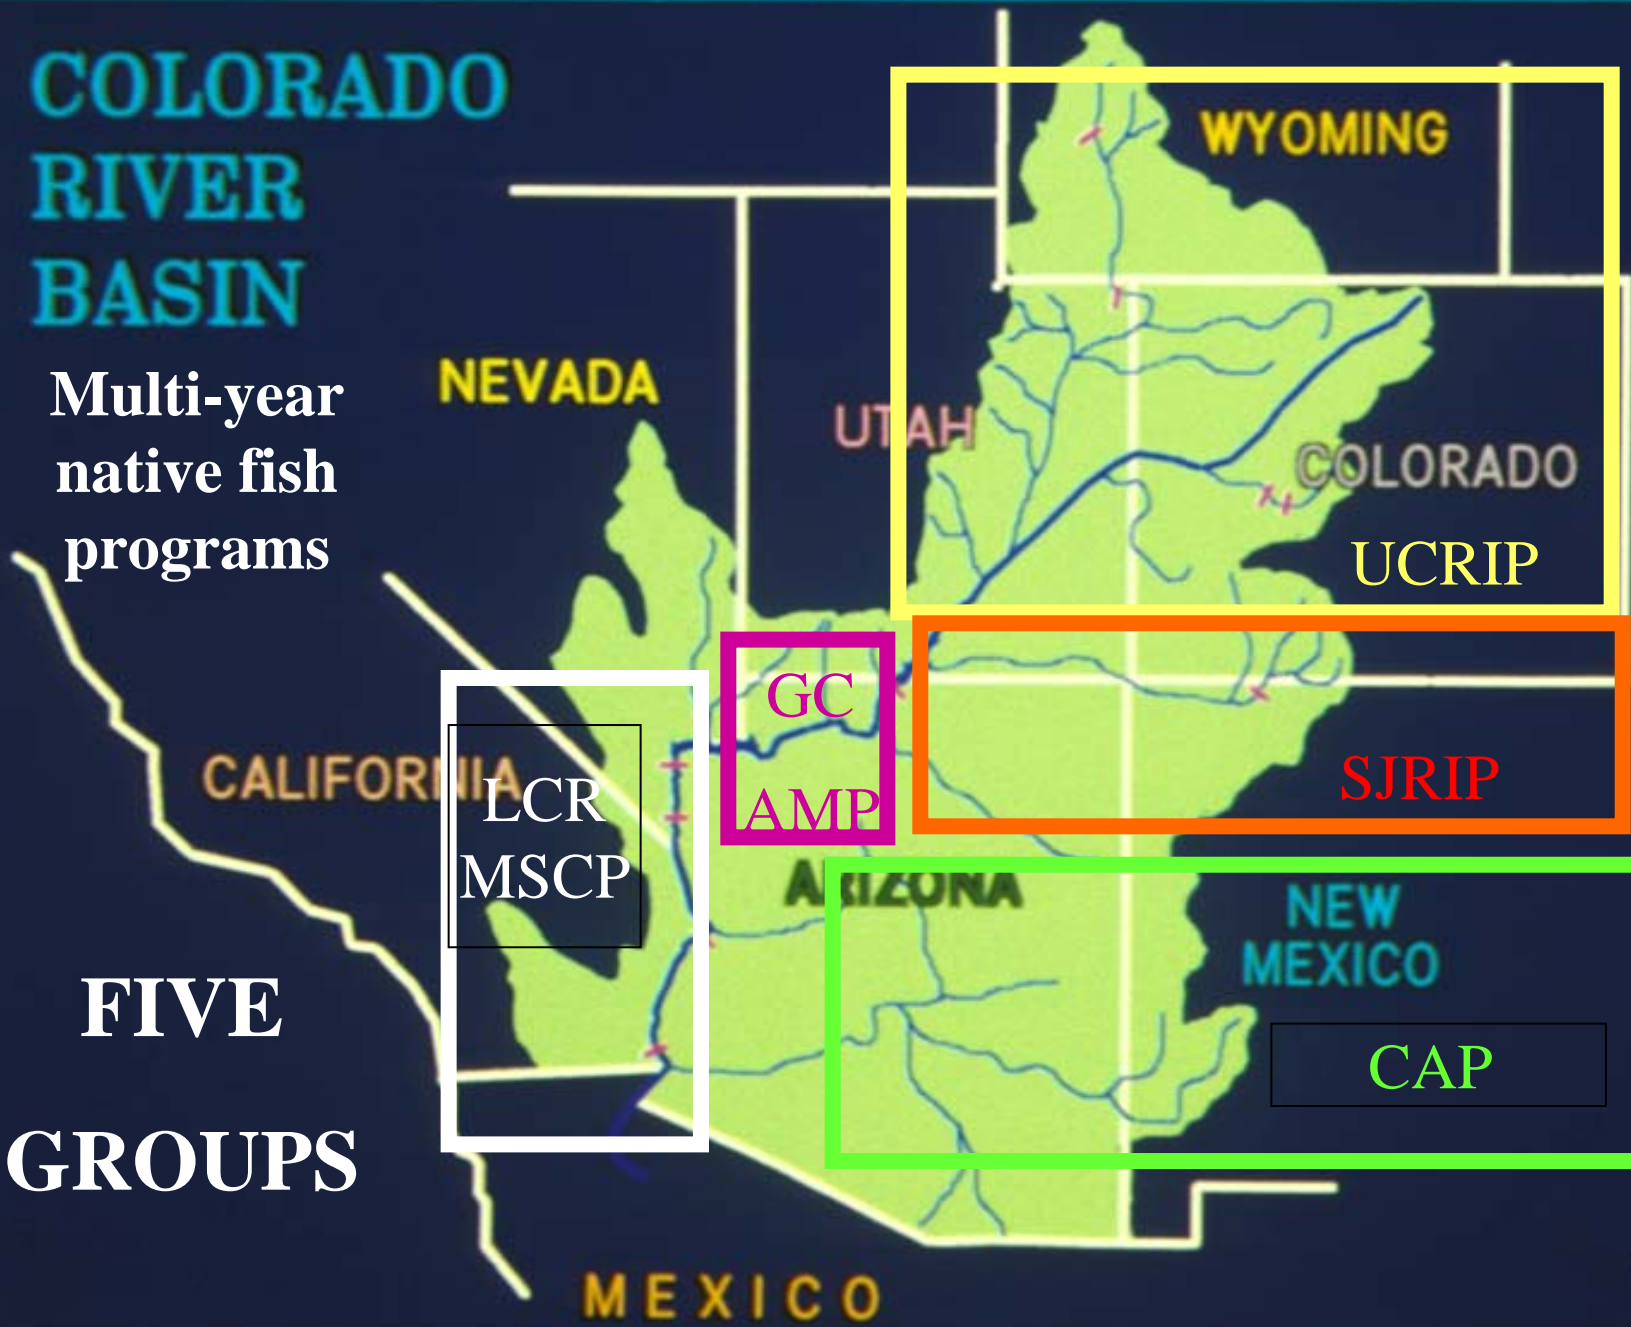 COLORADO
RIVER
BASIN
Multi-year
native fish
programs
WYOMING
NEVADA
UTAH
COLORADO
UCRIP
GC
AMP
SJRIP
CALIFORNIA
LCR
MSCP
ARIZONA
NEW
MEXICO
CAP
FIVE
GROUPS
MEXICO